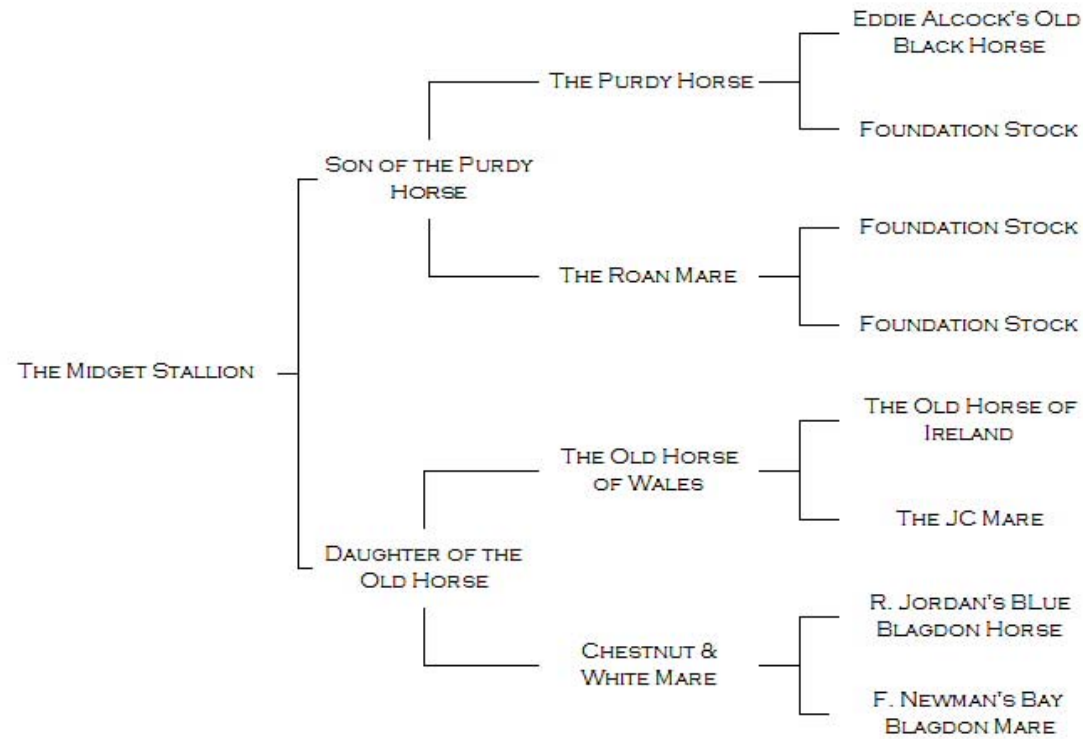 Eddie Alcock's Old
Black Horse
The Purdy Horse
Foundation Stock
Son of the Purdy
Horse
Foundation Stock
The Roan Mare
Foundation Stock
The Midget Stallion
The Old Horse of
Ireland
The Old Horse
of Wales
The JC Mare
Daughter of the
Old Horse
R. Jordan's BLue
Blagdon Horse
Chestnut &
White Mare
F. Newman's Bay
Blagdon Mare